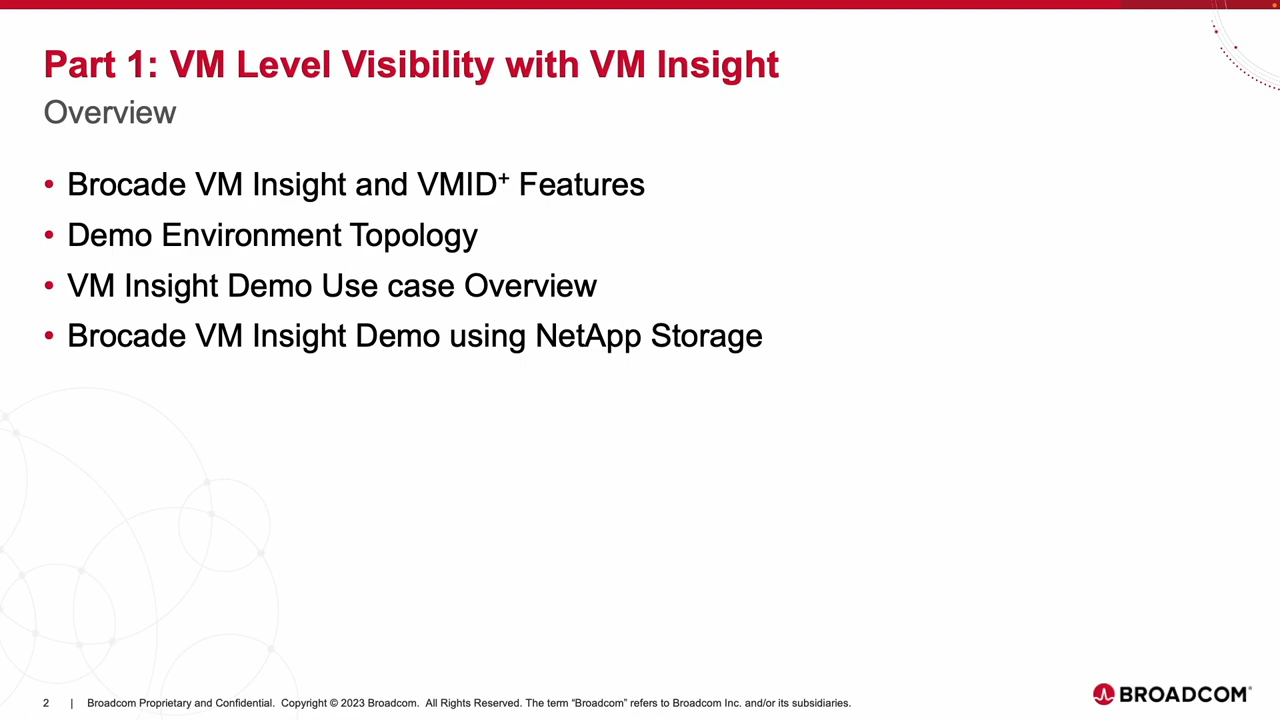 Part 1: VM Level Visibility with VM Insight
Overview
• Brocade VM Insight and VMID⁺ Features
• Demo Environment Topology
• VM Insight Demo Use case Overview
• Brocade VM Insight Demo using NetApp Storage
2 | Broadcom Proprietary and Confidential. Copyright © 2023 Broadcom. All Rights Reserved. The term “Broadcom” refers to Broadcom Inc. and/or its subsidiaries.
BROADCOM®